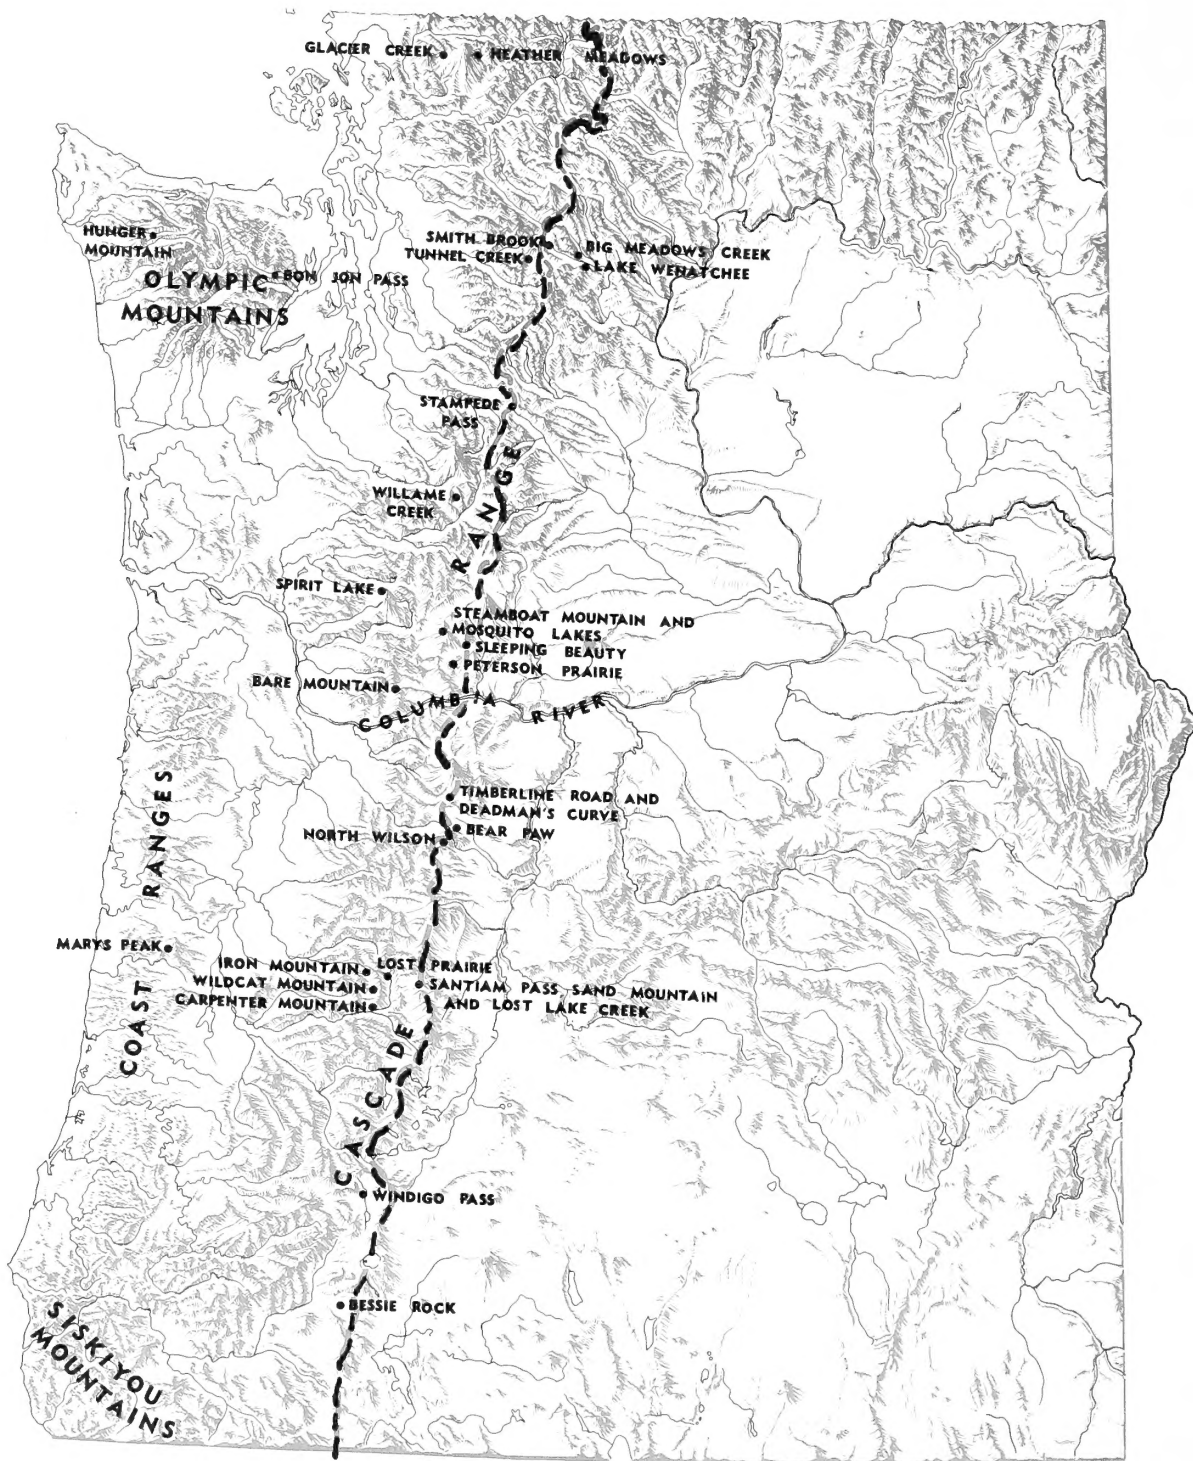 GLACIER CREEK
HEATHER MEADOWS
HUNGER
MOUNTAIN
SMITH BROOK
TUNNEL CREEK
BIG MEADOWS CREEK
LAKE WENATCHEE
BON JON PASS
OLYMPIC
MOUNTAINS
STAMPEDE
PASS
WILLAME
CREEK
SPIRIT LAKE
STEAMBOAT MOUNTAIN AND
MOSQUITO LAKES
SLEEPING BEAUTY
PETERSON PRAIRIE
BARE MOUNTAIN
COLUMBIA RIVER
TIMBERLINE ROAD AND
DEADMAN'S CURVE
BEAR PAW
NORTH WILSON
COAST RANGES
MARYS PEAK
IRON MOUNTAIN
LOST PRAIRIE
WILDCAT MOUNTAIN
CARPENTER MOUNTAIN
SANTIAM PASS SAND MOUNTAIN
AND LOST LAKE CREEK
CASCADE RANGE
WINDIGO PASS
BESSIE ROCK
SISKIYOU
MOUNTAINS